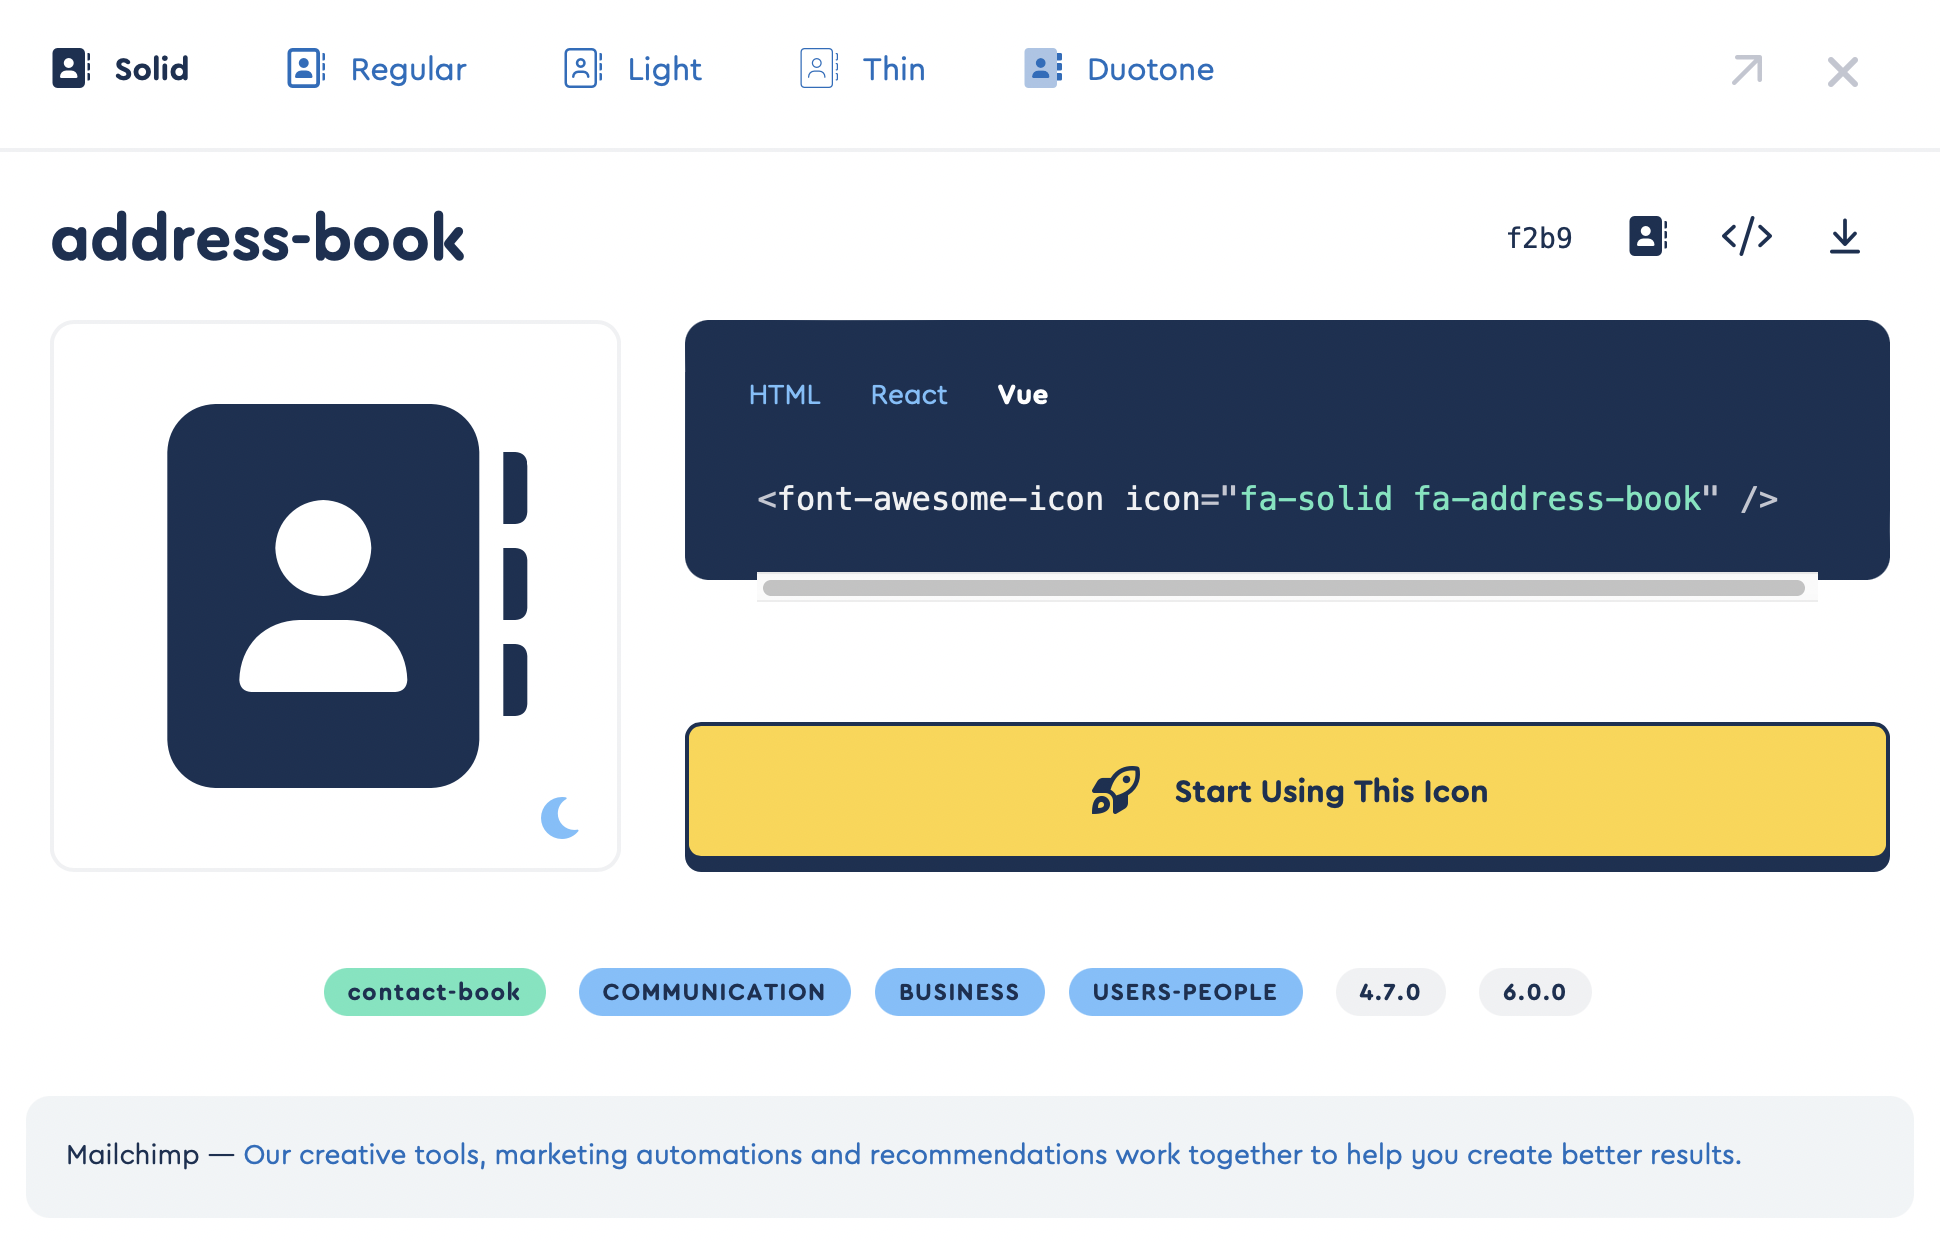 Solid Regular Light Thin Duotone
address-book
f2b9
HTML React Vue
<font-awesome-icon icon="fa-solid fa-address-book" />
Start Using This Icon
contact-book COMMUNICATION BUSINESS USERS-PEOPLE 4.7.0 6.0.0
Mailchimp — Our creative tools, marketing automations and recommendations work together to help you create better results.